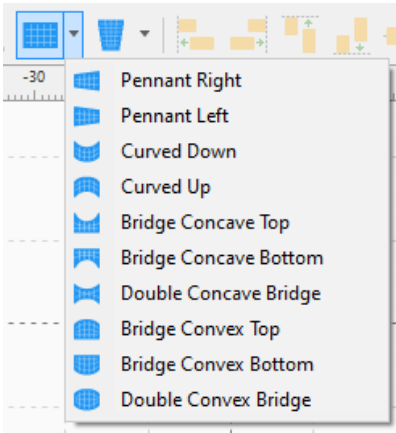 -30
Pennant Right
Pennant Left
Curved Down
Curved Up
Bridge Concave Top
Bridge Concave Bottom
Double Concave Bridge
Bridge Convex Top
Bridge Convex Bottom
Double Convex Bridge